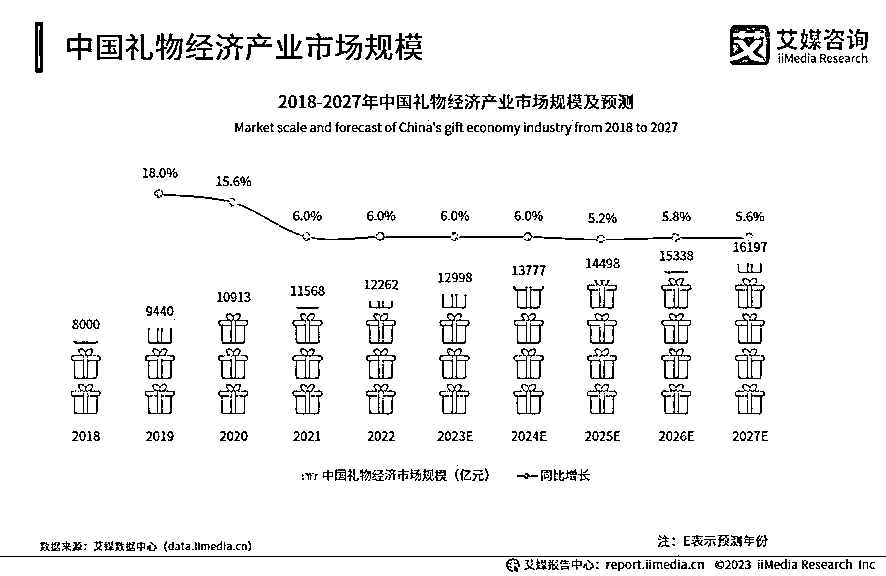 中国礼物经济产业市场规模
艾媒咨询
iiMedia Research
2018-2027年中国礼物经济产业市场规模及预测
Market scale and forecast of China's gift economy industry from 2018 to 2027
18.0% 15.6% 6.0% 6.0% 6.0% 6.0% 5.2% 5.8% 5.6%
8000 9440 10913 11568 12262 12998 13777 14498 15338 16197
2018 2019 2020 2021 2022 2023E 2024E 2025E 2026E 2027E
中国礼物经济市场规模（亿元） 同比增长
数据来源：艾媒数据中心（data.iimedia.cn）
注：E表示预测年份
艾媒报告中心：report.iimedia.cn ©2023 iiMedia Research Inc